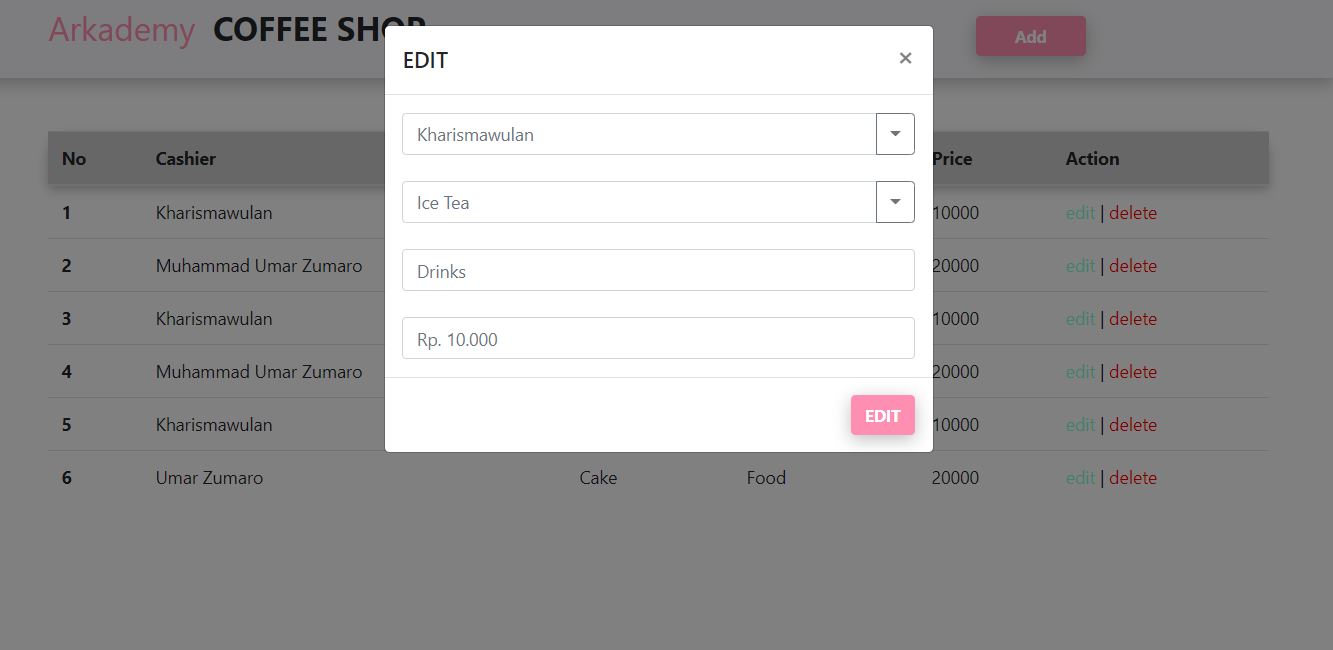 Arkademy COFFEE SHOP
Add
EDIT ×
Kharismawulan
Ice Tea
Drinks
Rp. 10.000
EDIT
No Cashier Price Action
1 Kharismawulan 10000 edit | delete
2 Muhammad Umar Zumaro 20000 edit | delete
3 Kharismawulan 10000 edit | delete
4 Muhammad Umar Zumaro 20000 edit | delete
5 Kharismawulan 10000 edit | delete
6 Umar Zumaro Cake Food 20000 edit | delete